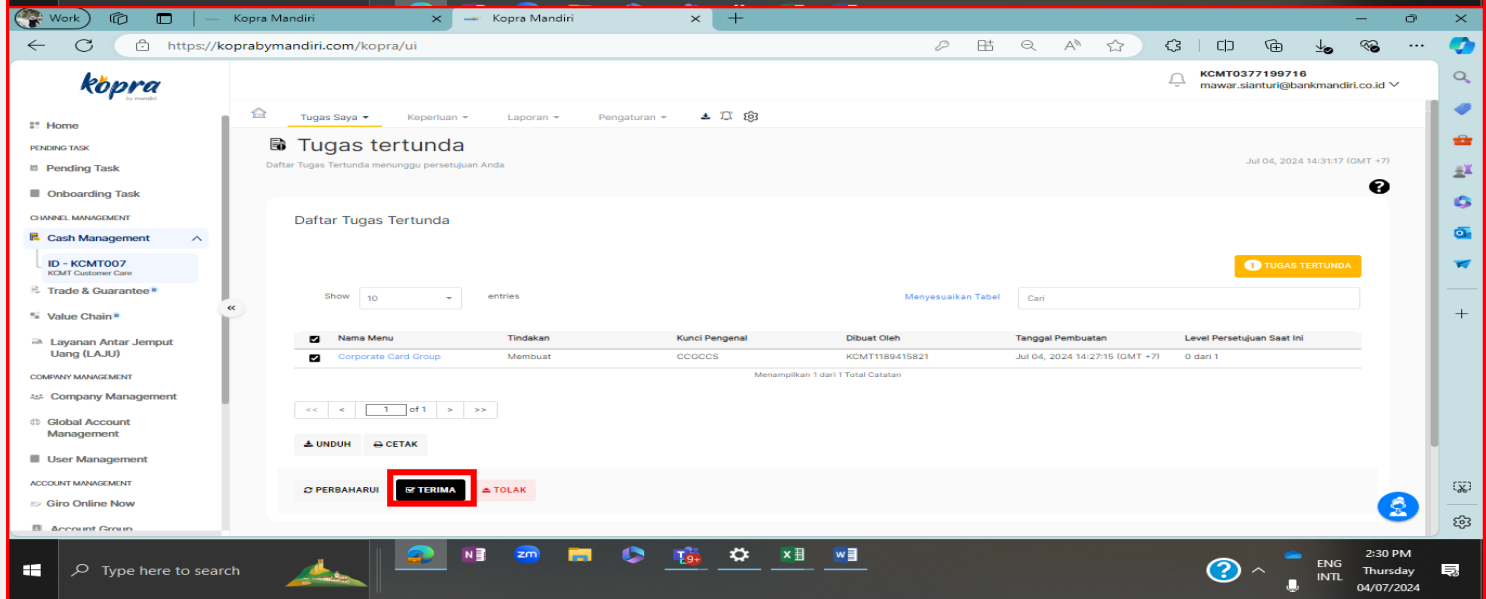 Work
Kopra Mandiri
Kopra Mandiri
https://koprabymandiri.com/kopra/ui
kopra
by mandiri
KCMT0377199716
mawar.sianturi@bankmandiri.co.id
Home
PENDING TASK
Pending Task
Onboarding Task
CHANNEL MANAGEMENT
Cash Management
ID - KCMT007
KCMT Customer Care
Trade & Guarantee
Value Chain
Layanan Antar Jemput
Uang (LAJU)
COMPANY MANAGEMENT
Company Management
Global Account
Management
User Management
ACCOUNT MANAGEMENT
Giro Online Now
Account Group
Tugas Saya Keperluan Laporan Pengaturan
Tugas tertunda
Daftar Tugas Tertunda menunggu persetujuan Anda
Jul 04, 2024 14:31:17 (GMT +7)
?
Daftar Tugas Tertunda
1 TUGAS TERTUNDA
Show 10 entries
Menyesuaikan Tabel Cari
Nama Menu Tindakan Kunci Pengenal Dibuat Oleh Tanggal Pembuatan Level Persetujuan Saat Ini
Corporate Card Group Membuat CCGCCS KCMT1189415821 Jul 04, 2024 14:27:15 (GMT +7) 0 dari 1
Menampilkan 1 dari 1 Total Catatan
<< < 1 of 1 > >>
UNDUH CETAK
PERBAHARUI TERIMA TOLAK
Type here to search
ENG
INTL
2:30 PM
Thursday
04/07/2024